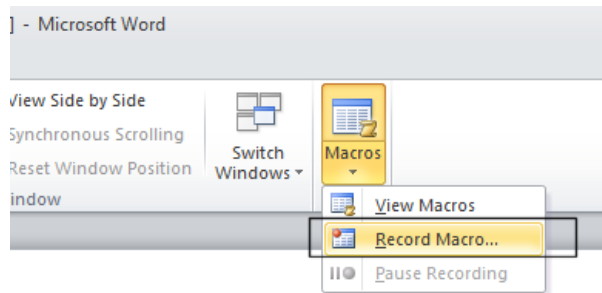 ] - Microsoft Word
View Side by Side
Synchronous Scrolling
Reset Window Position
indow
Switch
Windows
Macros
View Macros
Record Macro...
Pause Recording